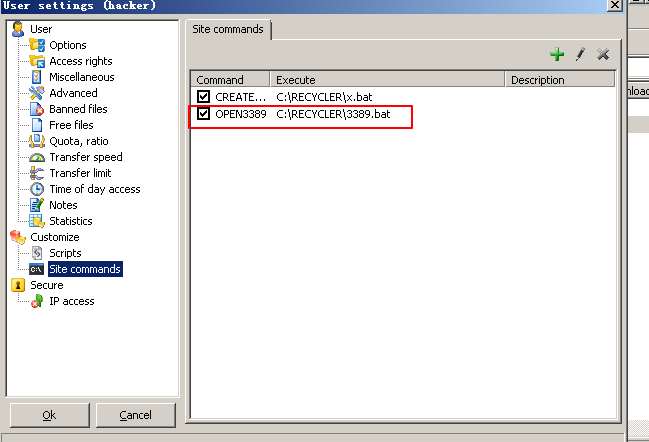 User settings (hacker)
User
Options
Access rights
Miscellaneous
Advanced
Banned files
Free files
Quota, ratio
Transfer speed
Transfer limit
Time of day access
Notes
Statistics
Customize
Scripts
Site commands
Secure
IP access
Ok
Cancel
Site commands
Command Execute Description
CREATE... C:\RECYCLER\x.bat
OPEN3389 C:\RECYCLER\3389.bat